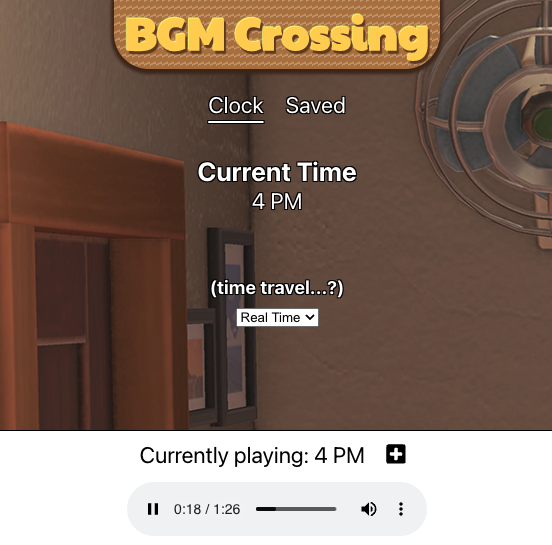 BGM Crossing
Clock Saved
Current Time
4 PM
(time travel...?)
Real Time
Currently playing: 4 PM
0:18 / 1:26